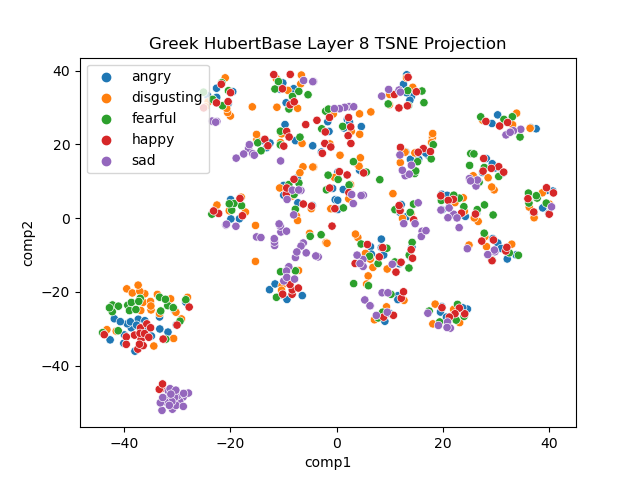 Greek HubertBase Layer 8 TSNE Projection
angry
disgusting
fearful
happy
sad
40
20
0
−20
−40
comp2
−40 −20 0 20 40
comp1